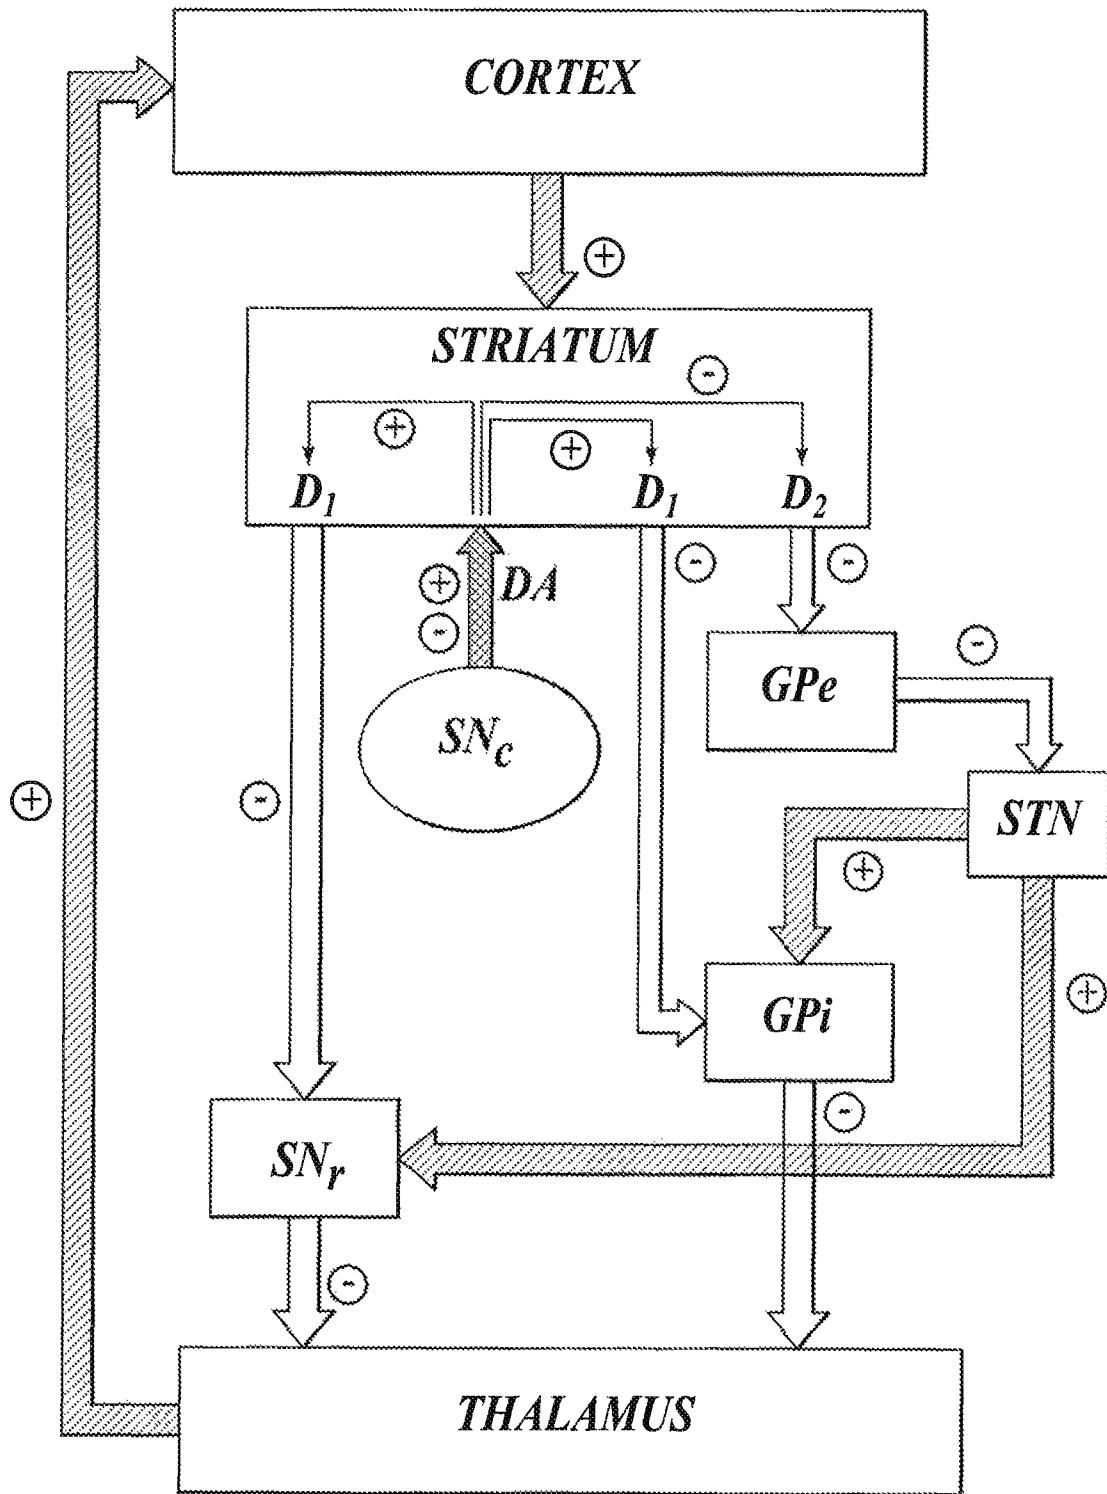 CORTEX
+
STRIATUM
-
+
+
D1
D1
D2
-
-
+
DA
-
-
GPe
SNc
+
-
STN
+
GPi
+
-
SNr
-
THALAMUS